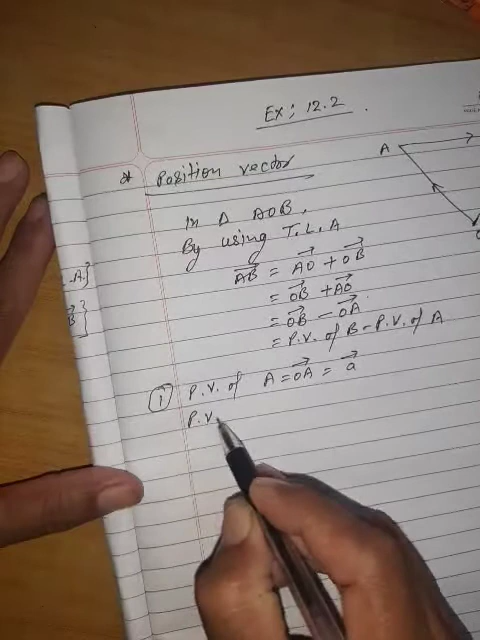 Ex; 12.2.
* Position vector
A
In Δ AOB,
By using T.L.A
.A}
AB→ = AO→ + OB→
= OB→ + AO→
B→}
= OB→ - OA→
= P.V. of B - P.V. of A
① P.V. of A = OA→ = a→
P.V